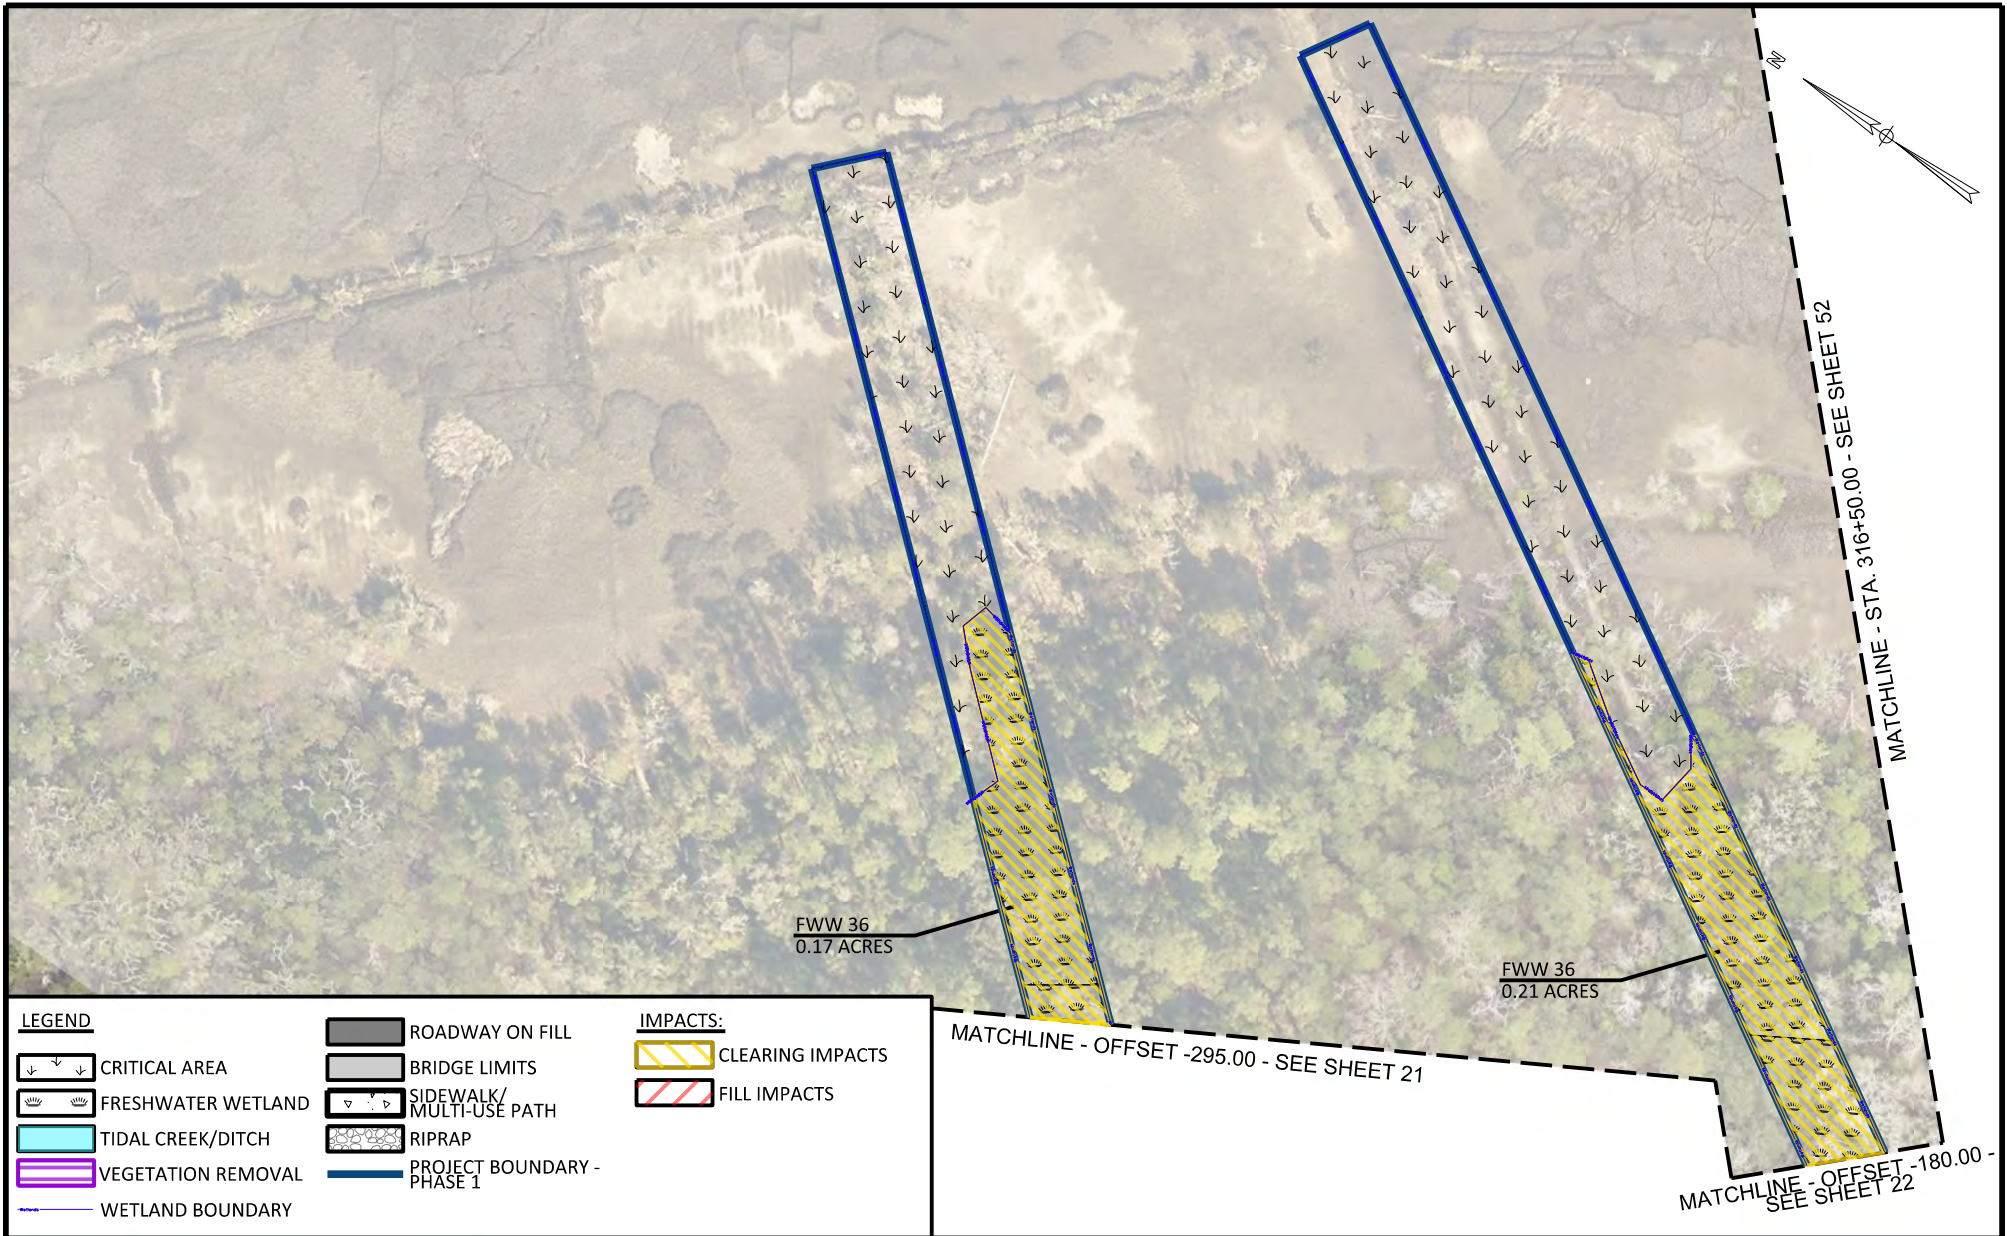 N
MATCHLINE - STA. 316+50.00 - SEE SHEET 52
FWW 36
0.17 ACRES
FWW 36
0.21 ACRES
MATCHLINE - OFFSET -295.00 - SEE SHEET 21
MATCHLINE - OFFSET -180.00 -
SEE SHEET 22
LEGEND
CRITICAL AREA
FRESHWATER WETLAND
TIDAL CREEK/DITCH
VEGETATION REMOVAL
WETLAND BOUNDARY
ROADWAY ON FILL
BRIDGE LIMITS
SIDEWALK/
MULTI-USE PATH
RIPRAP
PROJECT BOUNDARY -
PHASE 1
IMPACTS:
CLEARING IMPACTS
FILL IMPACTS